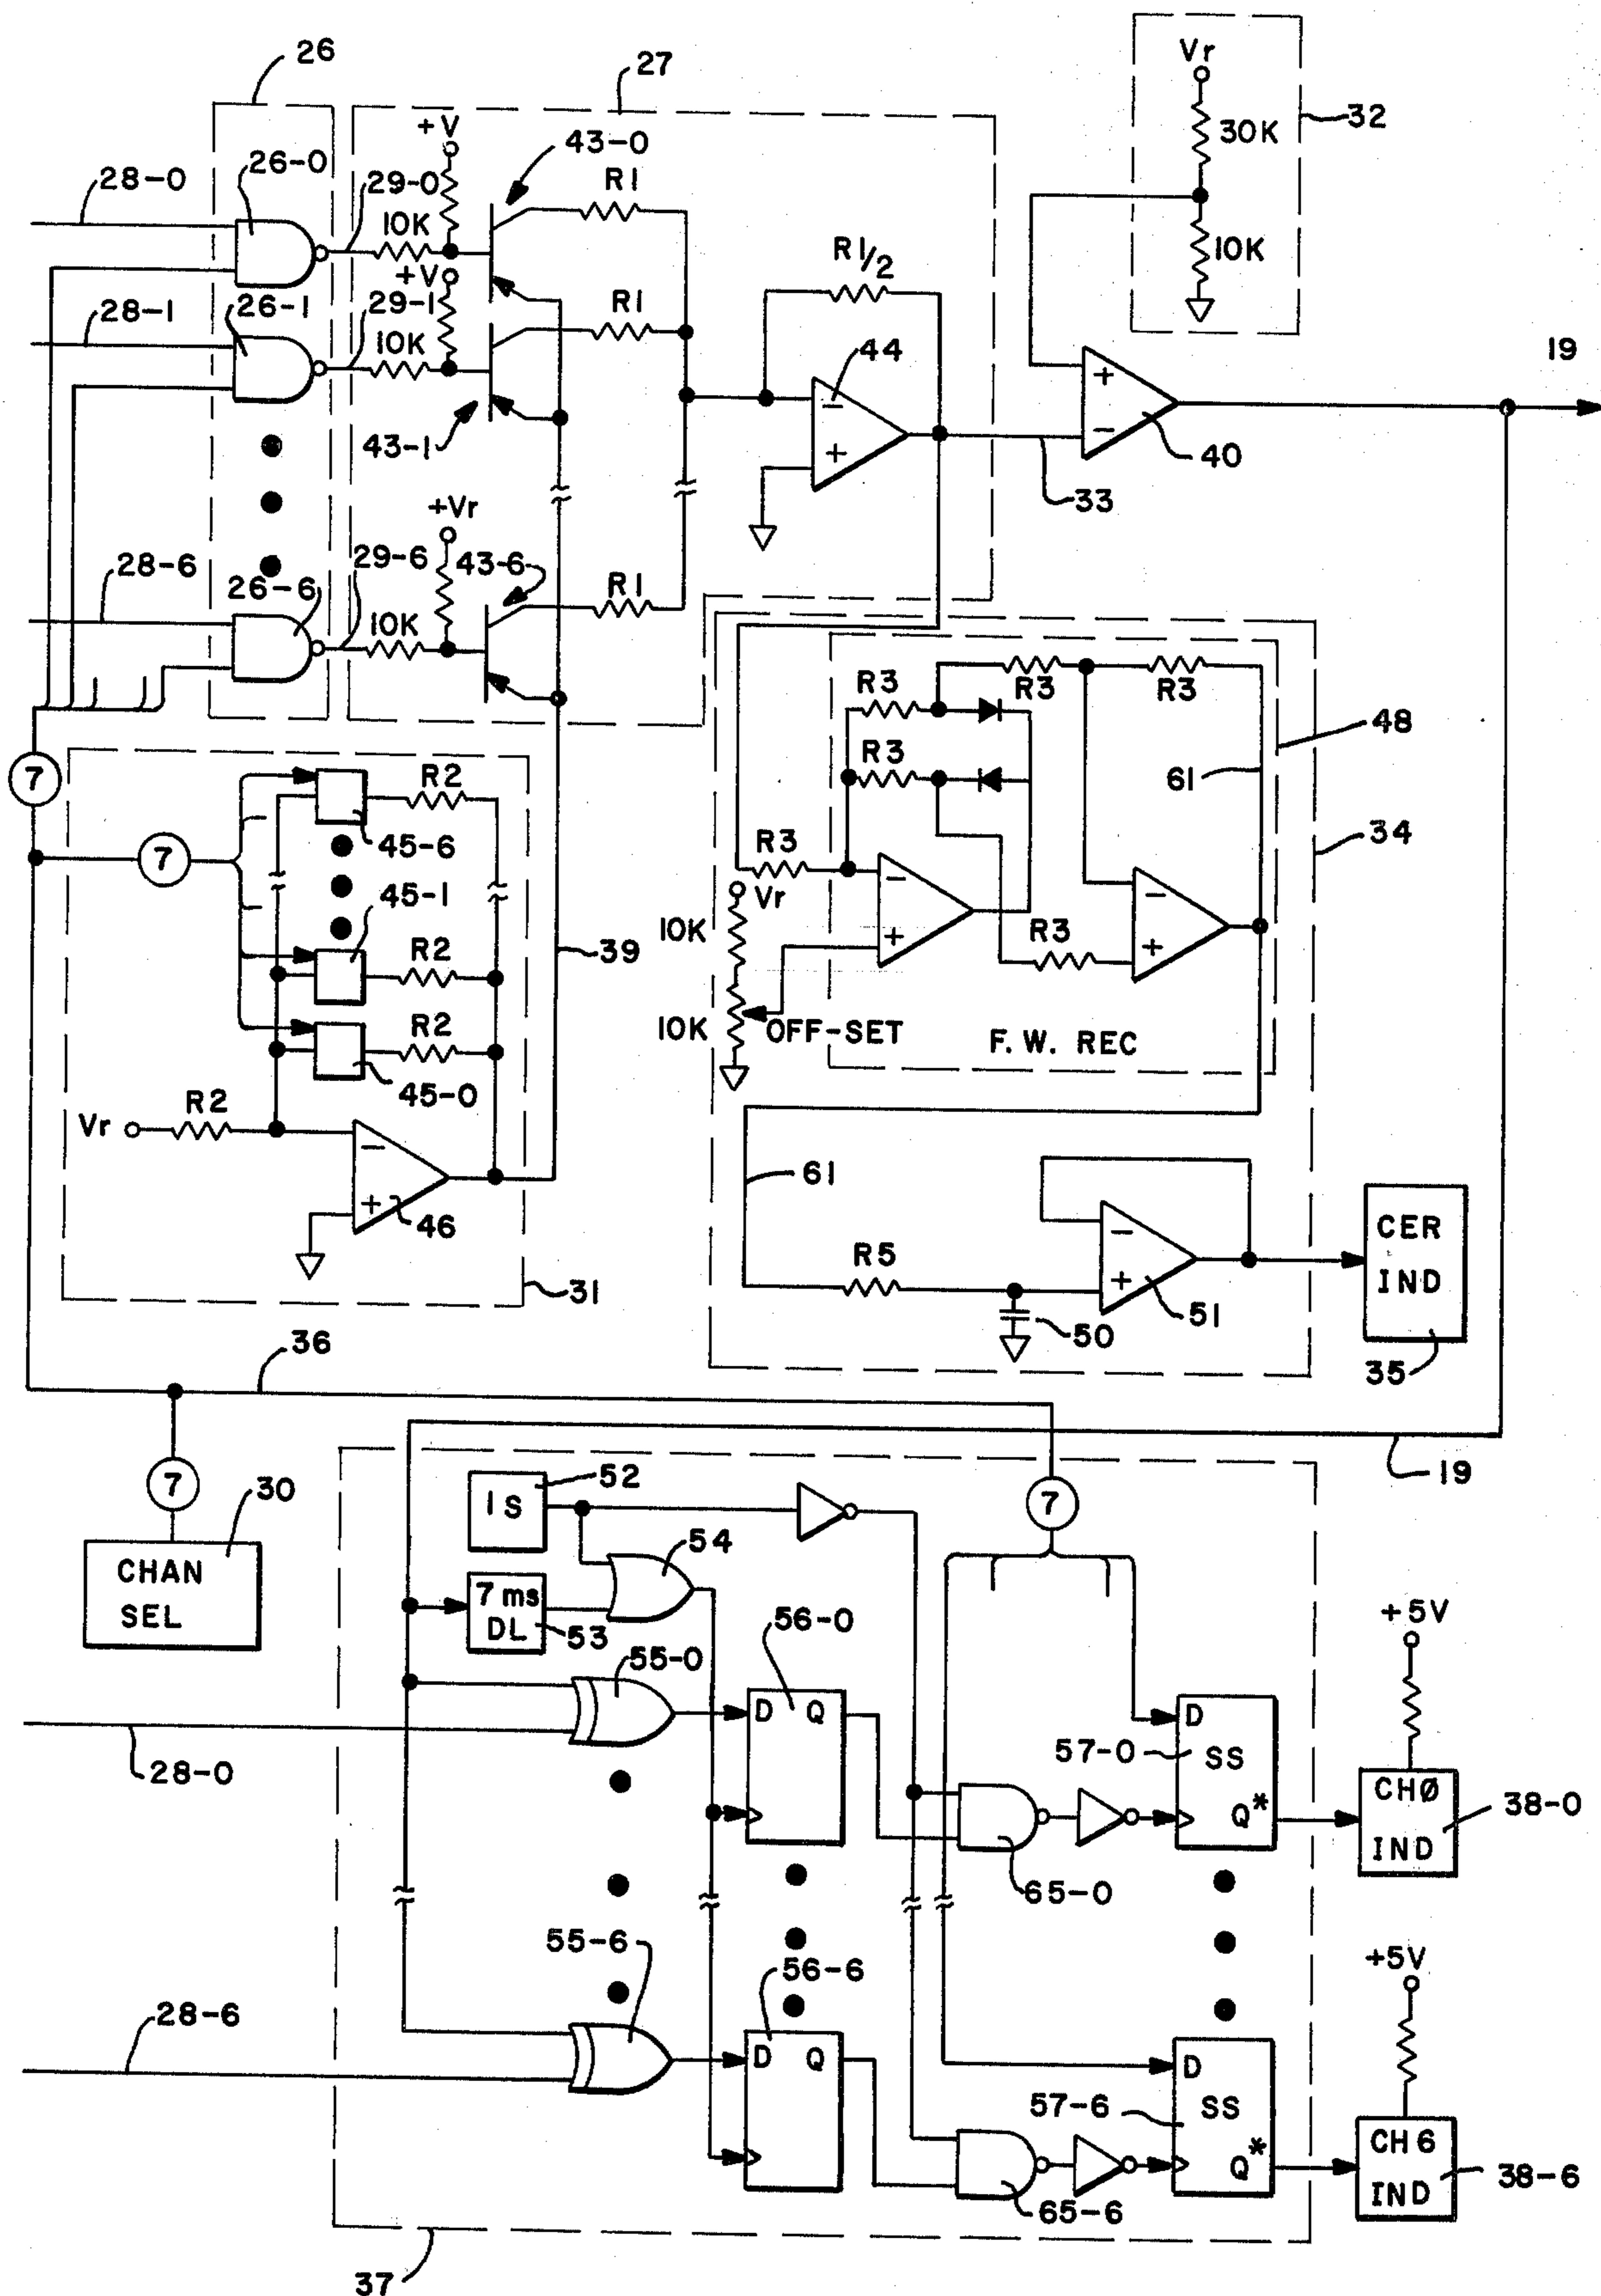 26
27
32
Vr
30K
10K
+V
43-0
R1
28-0
26-0
29-0
10K
+V
R1/2
28-1
26-1
29-1
10K
R1
44
−
+
43-1
+
−
40
19
33
+Vr
28-6
26-6
29-6
43-6
10K
R1
R3
R3
R3
48
7
R3
61
7
R2
45-6
34
R3
−
+
−
+
Vr
10K
10K
OFF-SET
R3
F. W. REC
45-1
R2
39
R2
45-0
Vr
R2
−
+
46
31
61
R5
−
+
51
50
CER
IND
35
36
19
7
30
CHAN
SEL
52
1S
54
7
7 ms
DL
53
55-0
56-0
D Q
28-0
D
SS
Q*
57-0
+5V
CHØ
IND
38-0
65-0
55-6
56-6
D Q
28-6
D
SS
Q*
57-6
+5V
CH6
IND
38-6
65-6
37